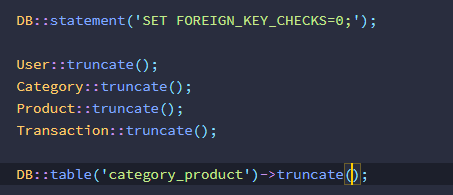 DB::statement('SET FOREIGN_KEY_CHECKS=0;');
User::truncate();
Category::truncate();
Product::truncate();
Transaction::truncate();
DB::table('category_product')->truncate();